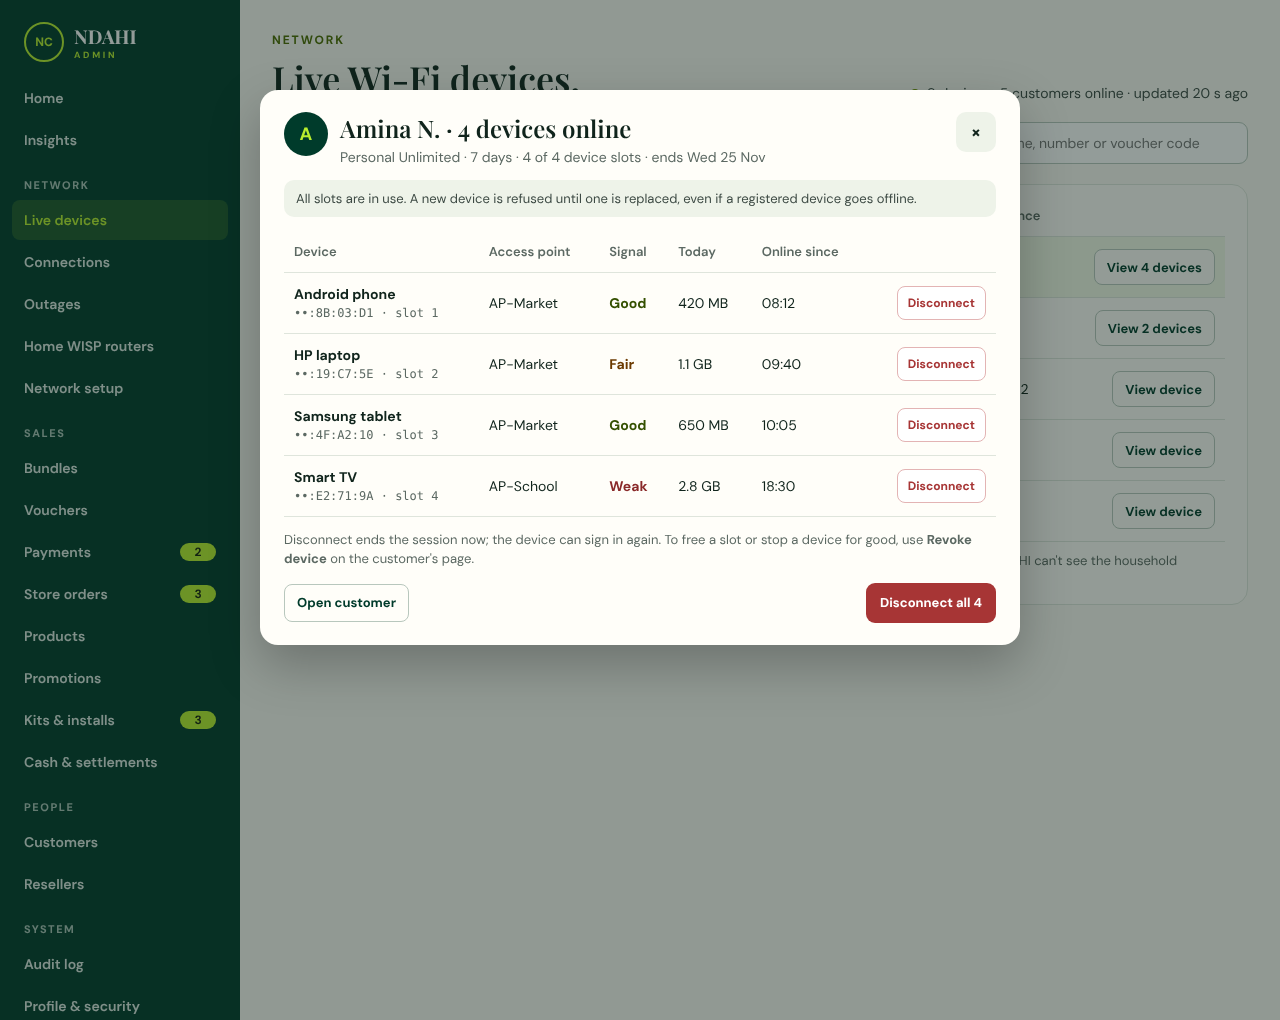 NC
NDAHI
ADMIN
Home
Insights
NETWORK
Live devices
Connections
Outages
Home WISP routers
Network setup
SALES
Bundles
Vouchers
Payments 2
Store orders 3
Products
Promotions
Kits & installs 3
Cash & settlements
PEOPLE
Customers
Resellers
SYSTEM
Audit log
Profile & security
NETWORK
Live Wi-Fi devices.
customers online · updated 20 s ago
number or voucher code
View 4 devices
View 2 devices
View device
View device
View device
can't see the household
A
Amina N. · 4 devices online
×
Personal Unlimited · 7 days · 4 of 4 device slots · ends Wed 25 Nov
All slots are in use. A new device is refused until one is replaced, even if a registered device goes offline.
Device Access point Signal Today Online since
Android phone
••:8B:03:D1 · slot 1
AP-Market Good 420 MB 08:12 Disconnect
HP laptop
••:19:C7:5E · slot 2
AP-Market Fair 1.1 GB 09:40 Disconnect
Samsung tablet
••:4F:A2:10 · slot 3
AP-Market Good 650 MB 10:05 Disconnect
Smart TV
••:E2:71:9A · slot 4
AP-School Weak 2.8 GB 18:30 Disconnect
Disconnect ends the session now; the device can sign in again. To free a slot or stop a device for good, use Revoke
device on the customer's page.
Open customer
Disconnect all 4